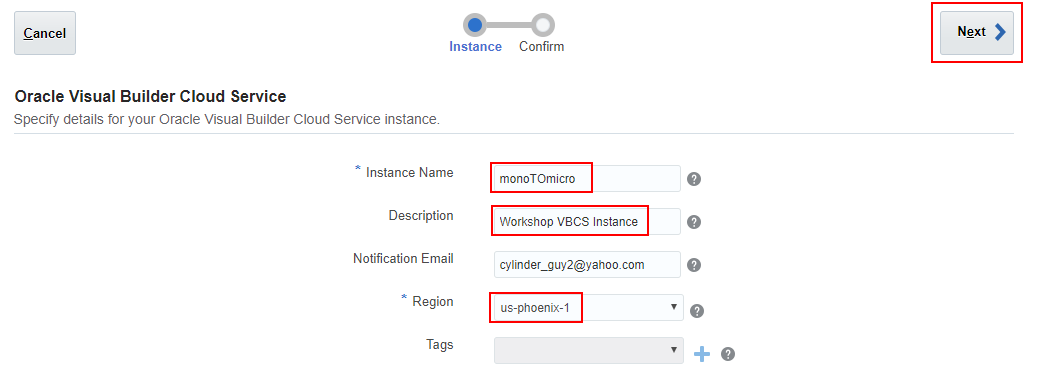 Cancel
Instance
Confirm
Next
Oracle Visual Builder Cloud Service
Specify details for your Oracle Visual Builder Cloud Service instance.
* Instance Name monoTOmicro ?
Description Workshop VBCS Instance ?
Notification Email cylinder_guy2@yahoo.com ?
* Region us-phoenix-1 ?
Tags ?